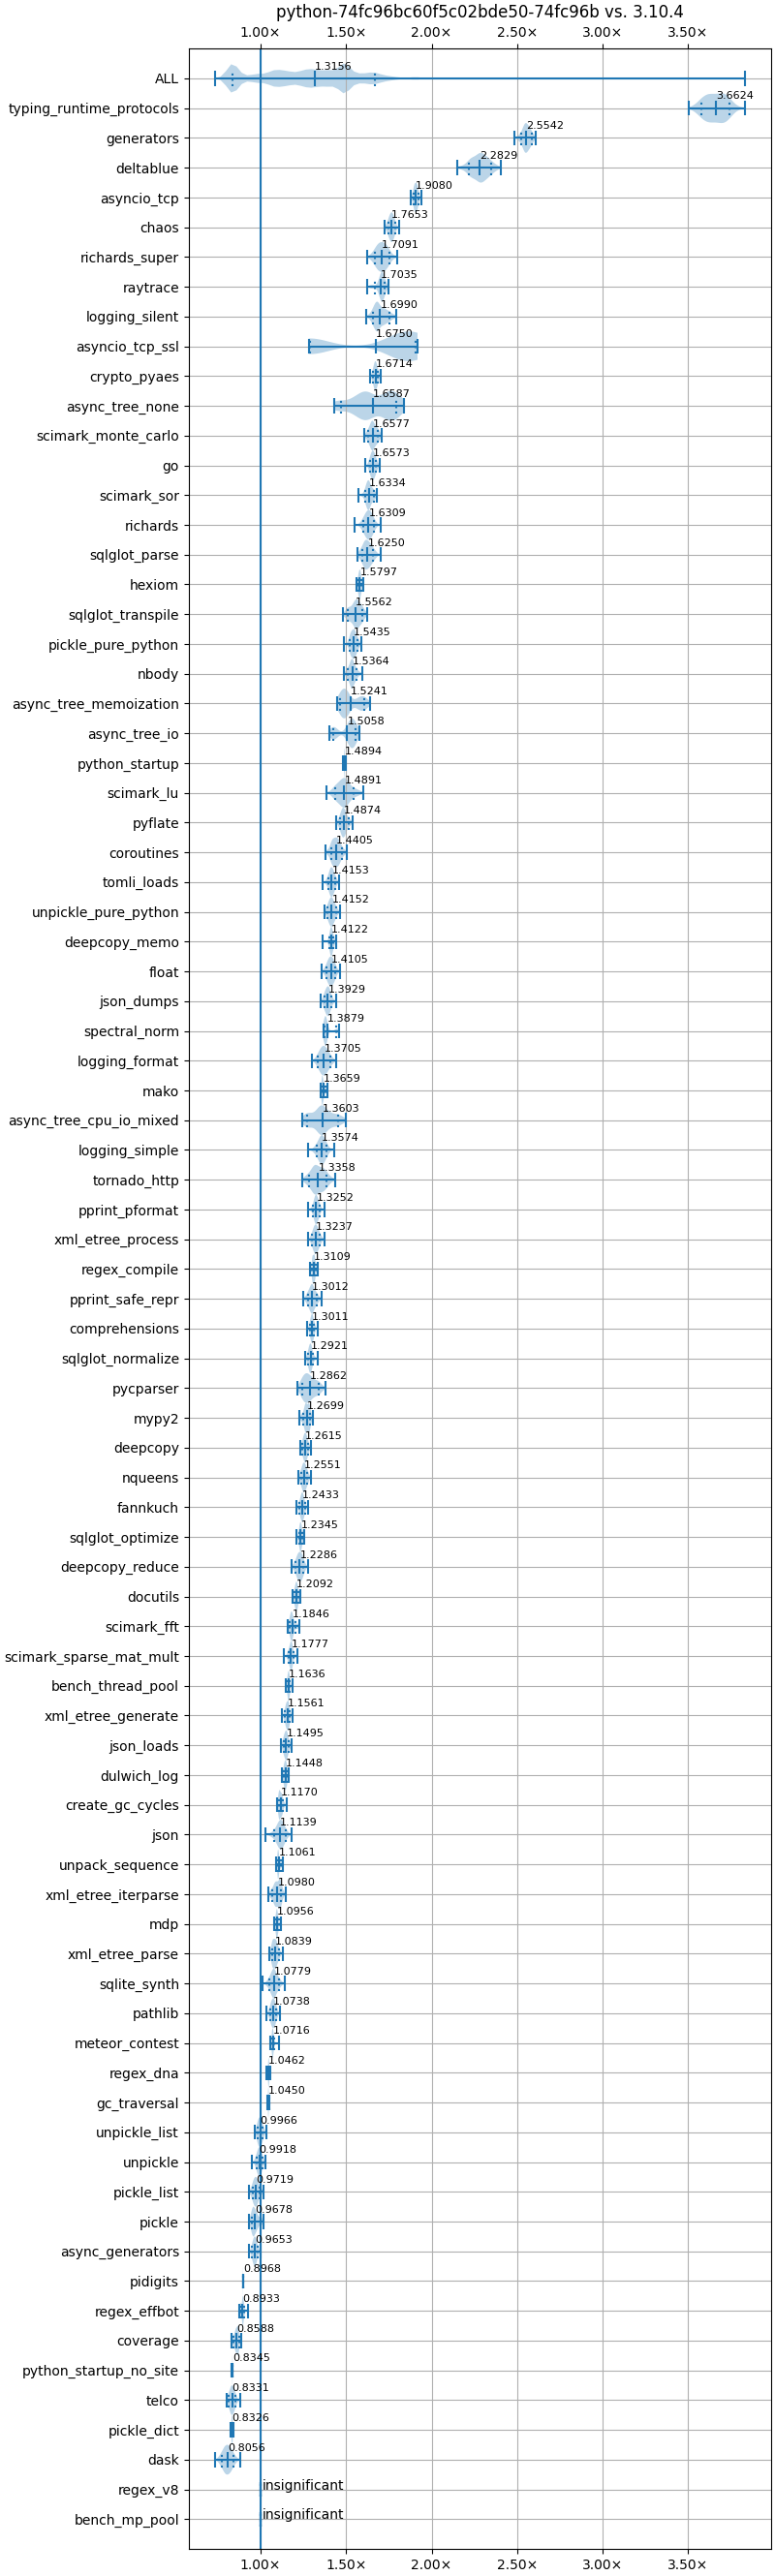 python-74fc96bc60f5c02bde50-74fc96b vs. 3.10.4
1.00× 1.50× 2.00× 2.50× 3.00× 3.50×
ALL 1.3156
typing_runtime_protocols 3.6624
generators 2.5542
deltablue 2.2829
asyncio_tcp 1.9080
chaos 1.7653
richards_super 1.7091
raytrace 1.7035
logging_silent 1.6990
asyncio_tcp_ssl 1.6750
crypto_pyaes 1.6714
async_tree_none 1.6587
scimark_monte_carlo 1.6577
go 1.6573
scimark_sor 1.6334
richards 1.6309
sqlglot_parse 1.6250
hexiom 1.5797
sqlglot_transpile 1.5562
pickle_pure_python 1.5435
nbody 1.5364
async_tree_memoization 1.5241
async_tree_io 1.5058
python_startup 1.4894
scimark_lu 1.4891
pyflate 1.4874
coroutines 1.4405
tomli_loads 1.4153
unpickle_pure_python 1.4152
deepcopy_memo 1.4122
float 1.4105
json_dumps 1.3929
spectral_norm 1.3879
logging_format 1.3705
mako 1.3659
async_tree_cpu_io_mixed 1.3603
logging_simple 1.3574
tornado_http 1.3358
pprint_pformat 1.3252
xml_etree_process 1.3237
regex_compile 1.3109
pprint_safe_repr 1.3012
comprehensions 1.3011
sqlglot_normalize 1.2921
pycparser 1.2862
mypy2 1.2699
deepcopy 1.2615
nqueens 1.2551
fannkuch 1.2433
sqlglot_optimize 1.2345
deepcopy_reduce 1.2286
docutils 1.2092
scimark_fft 1.1846
scimark_sparse_mat_mult 1.1777
bench_thread_pool 1.1636
xml_etree_generate 1.1561
json_loads 1.1495
dulwich_log 1.1448
create_gc_cycles 1.1170
json 1.1139
unpack_sequence 1.1061
xml_etree_iterparse 1.0980
mdp 1.0956
xml_etree_parse 1.0839
sqlite_synth 1.0779
pathlib 1.0738
meteor_contest 1.0716
regex_dna 1.0462
gc_traversal 1.0450
unpickle_list 0.9966
unpickle 0.9918
pickle_list 0.9719
pickle 0.9678
async_generators 0.9653
pidigits 0.8968
regex_effbot 0.8933
coverage 0.8588
python_startup_no_site 0.8345
telco 0.8331
pickle_dict 0.8326
dask 0.8056
regex_v8 insignificant
bench_mp_pool insignificant
1.00× 1.50× 2.00× 2.50× 3.00× 3.50×